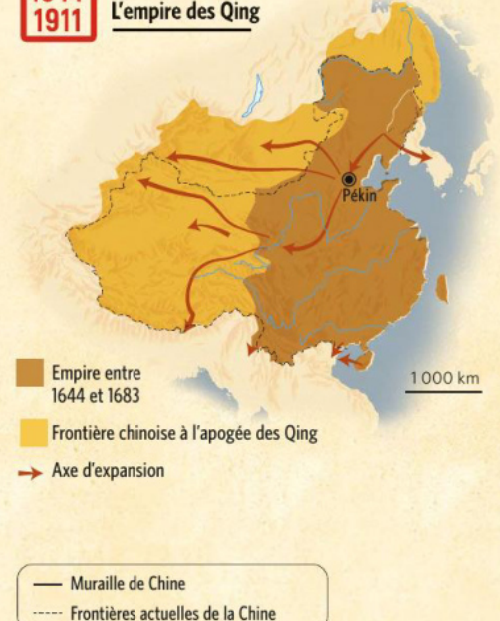 1911
L'empire des Qing
Pékin
1 000 km
Empire entre
1644 et 1683
Frontière chinoise à l'apogée des Qing
Axe d'expansion
Muraille de Chine
Frontières actuelles de la Chine